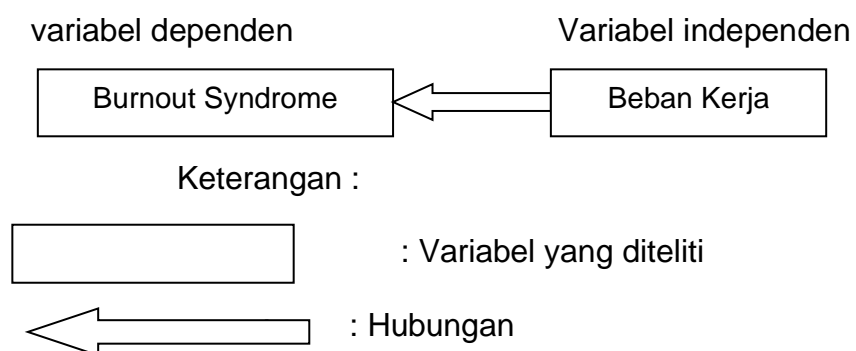 variabel dependen Variabel independen
Burnout Syndrome Beban Kerja
Keterangan :
: Variabel yang diteliti
: Hubungan